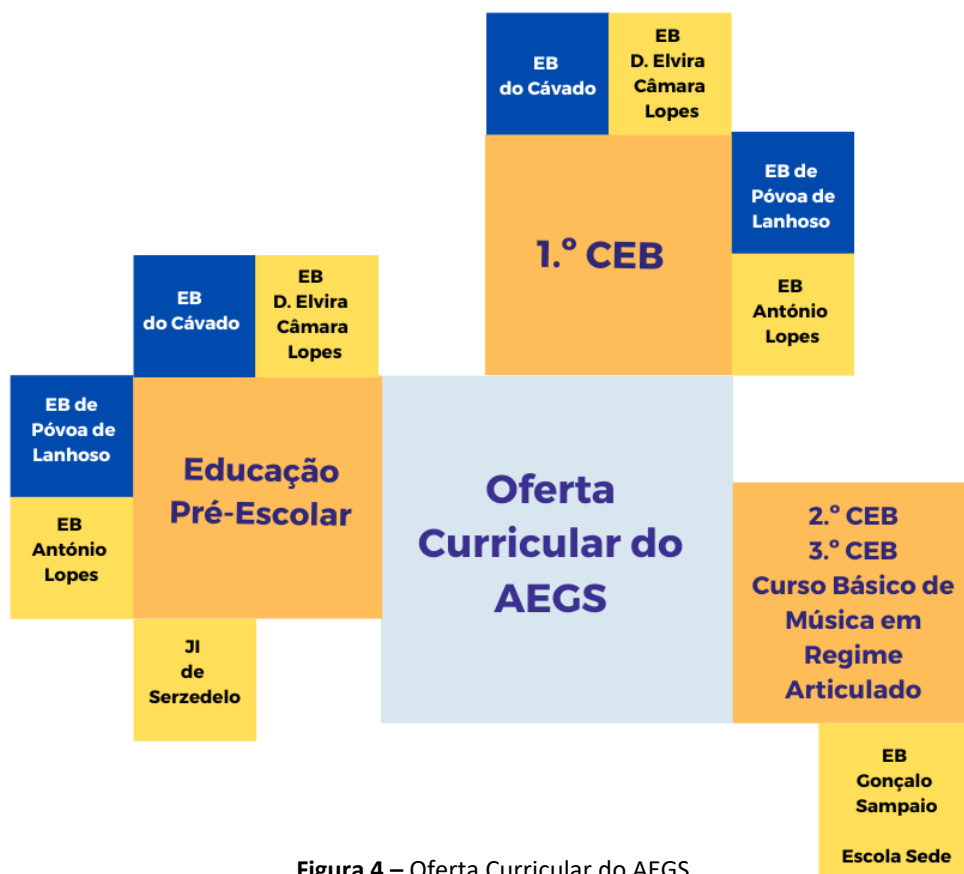 EB
do Cávado
EB
D. Elvira
Câmara
Lopes
1.º CEB
EB de
Póvoa de
Lanhoso
EB
António
Lopes
EB
do Cávado
EB
D. Elvira
Câmara
Lopes
EB de
Póvoa de
Lanhoso
EB
António
Lopes
Educação
Pré-Escolar
JI
de
Serzedelo
Oferta
Curricular do
AEGS
2.º CEB
3.º CEB
Curso Básico de
Música em
Regime
Articulado
EB
Gonçalo
Sampaio
Escola Sede
Figura 4 – Oferta Curricular do AEGS